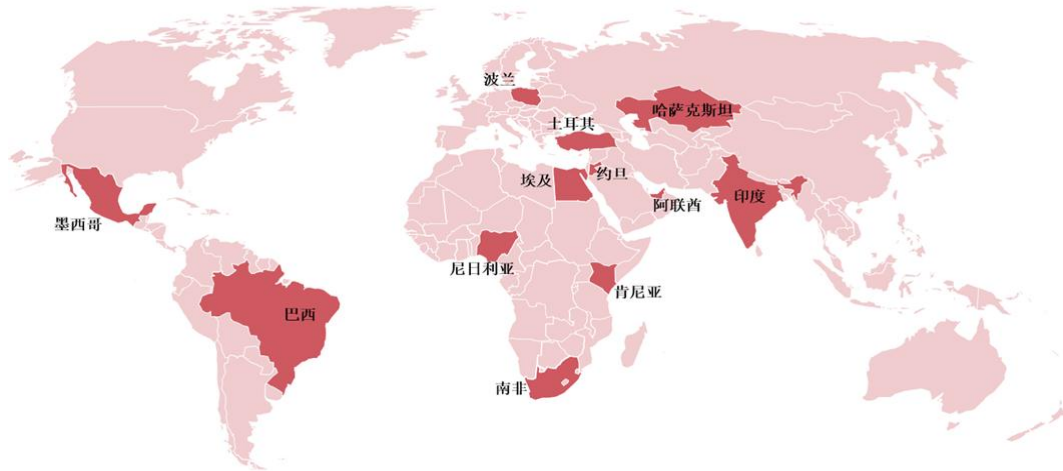 波兰
哈萨克斯坦
土耳其
埃及
约旦
阿联酋
印度
墨西哥
尼日利亚
肯尼亚
巴西
南非